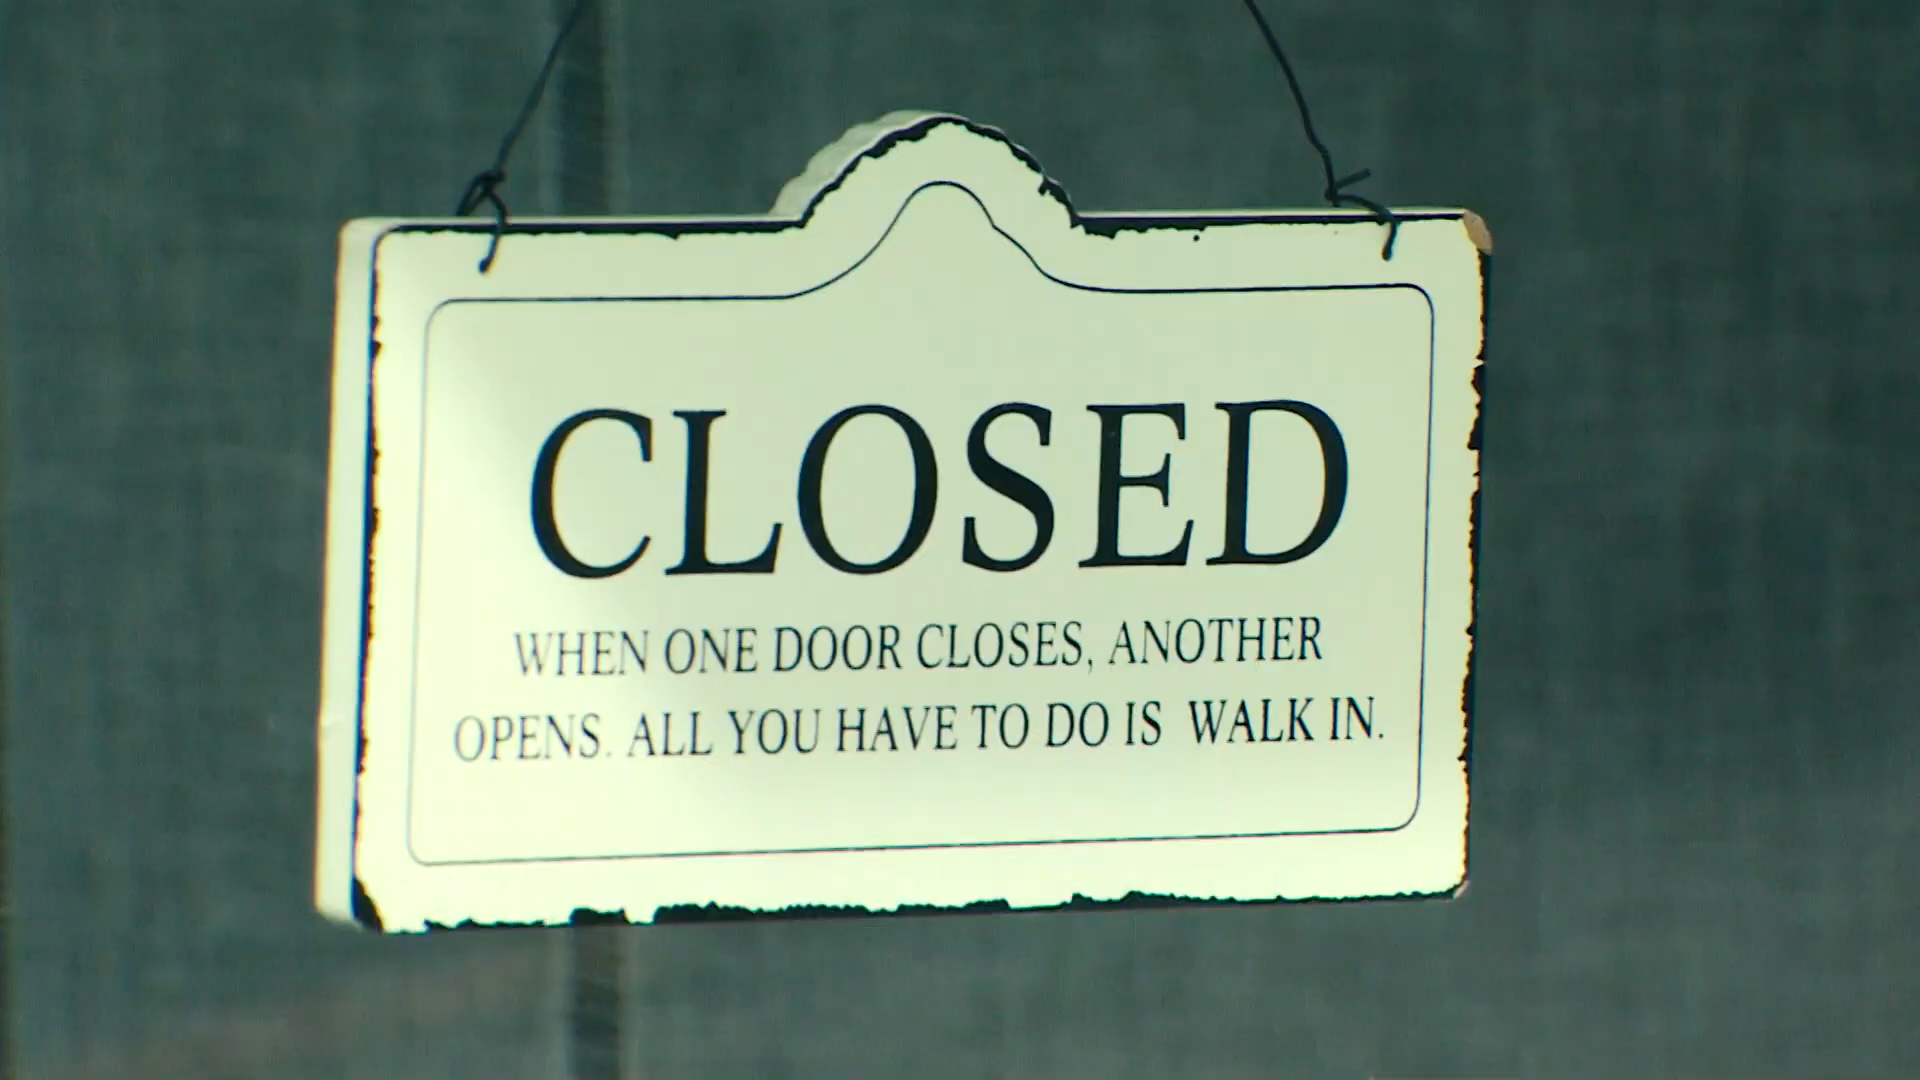 CLOSED
WHEN ONE DOOR CLOSES, ANOTHER
OPENS. ALL YOU HAVE TO DO IS WALK IN.